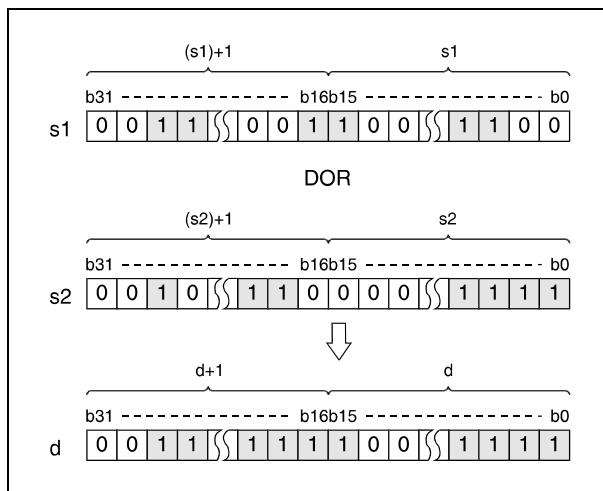 (s1)+1 s1
b31 b16b15 b0
s1 0 0 1 1 0 0 1 1 0 0 1 1 0 0
DOR
(s2)+1 s2
b31 b16b15 b0
s2 0 0 1 0 1 1 0 0 0 0 1 1 1 1
d+1 d
b31 b16b15 b0
d 0 0 1 1 1 1 1 1 0 0 1 1 1 1